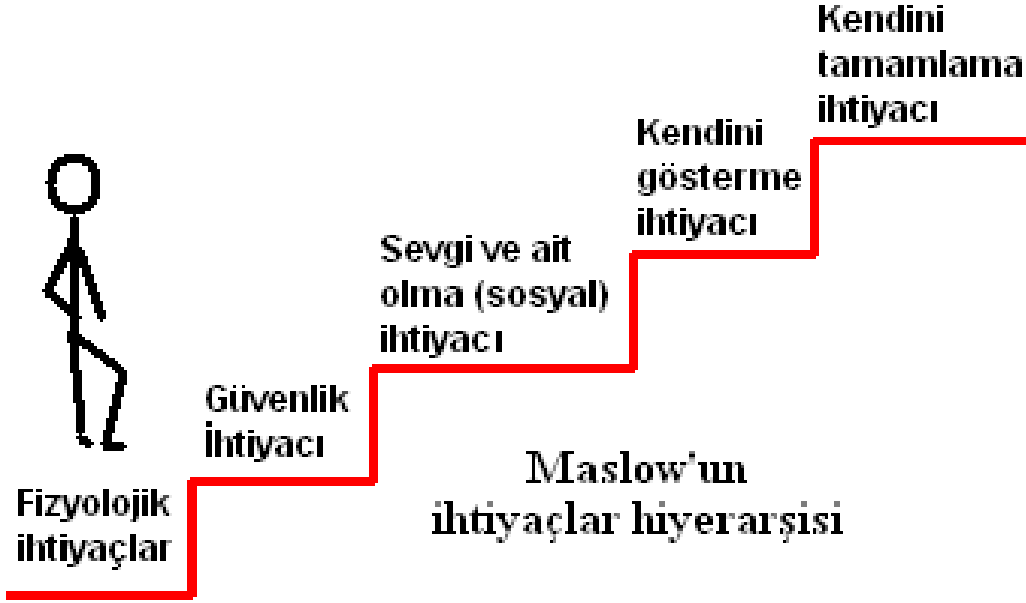 Kendini
tamamlama
ihtiyacı
Kendini
gösterme
ihtiyacı
Sevgi ve ait
olma (sosyal)
ihtiyacı
Güvenlik
İhtiyacı
Fizyolojik
ihtiyaçlar
Maslow'un
ihtiyaçlar hiyerarşisi